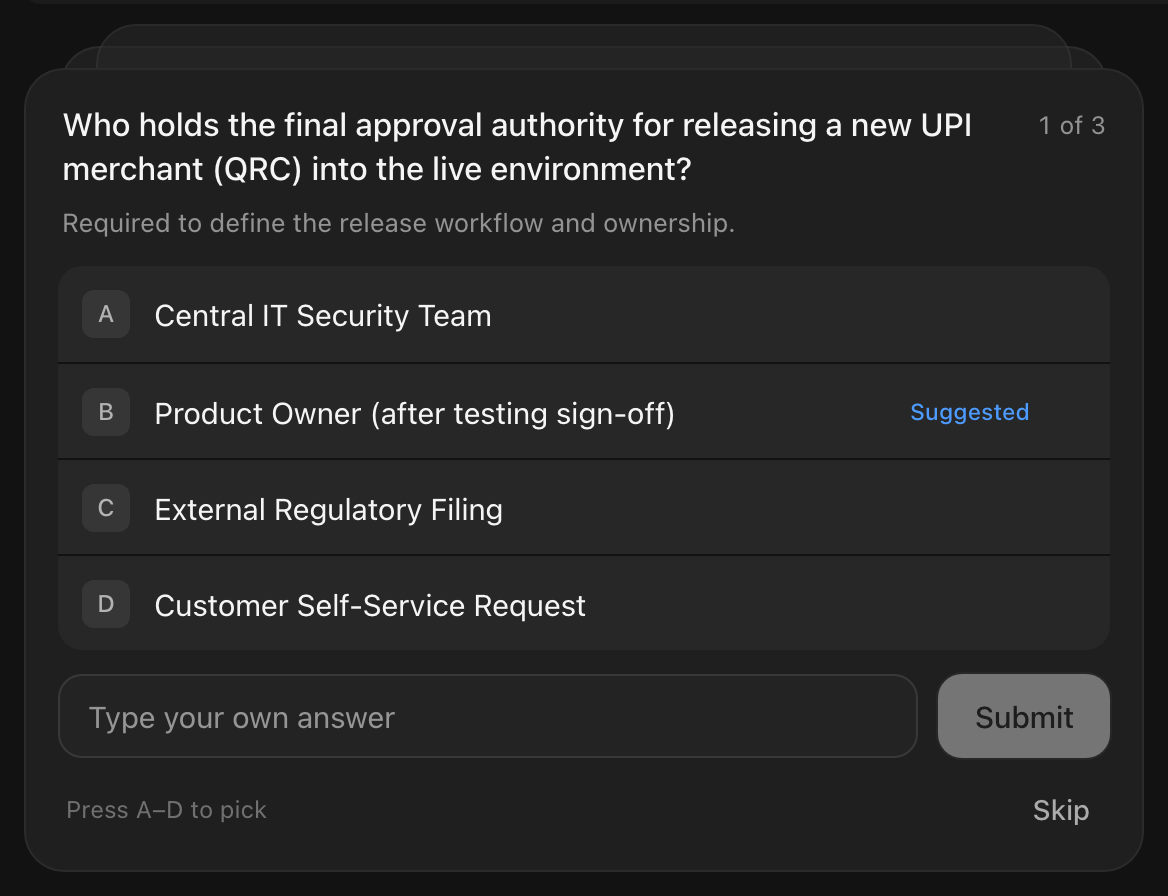 Who holds the final approval authority for releasing a new UPI
merchant (QRC) into the live environment?
1 of 3
Required to define the release workflow and ownership.
A Central IT Security Team
B Product Owner (after testing sign-off) Suggested
C External Regulatory Filing
D Customer Self-Service Request
Type your own answer
Submit
Press A–D to pick
Skip